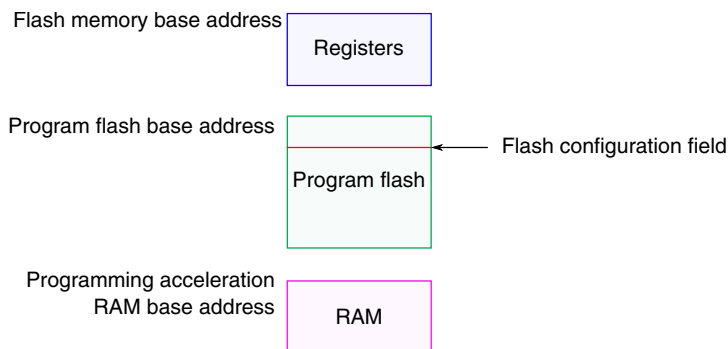 Flash memory base address
Registers
Program flash base address
Flash configuration field
Program flash
Programming acceleration
RAM base address
RAM